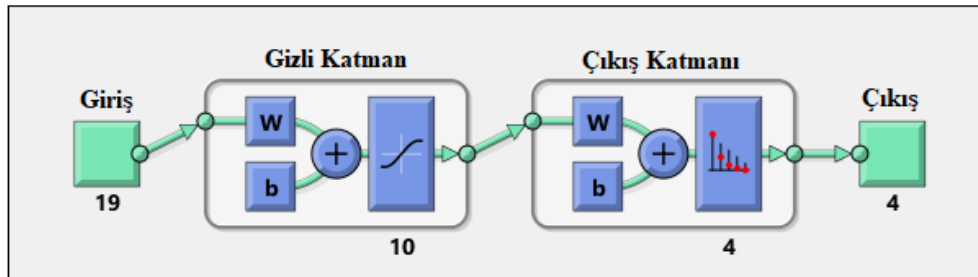 Gizli Katman
Çıkış Katmanı
Giriş
Çıkış
W
W
b
b
19
10
4
4